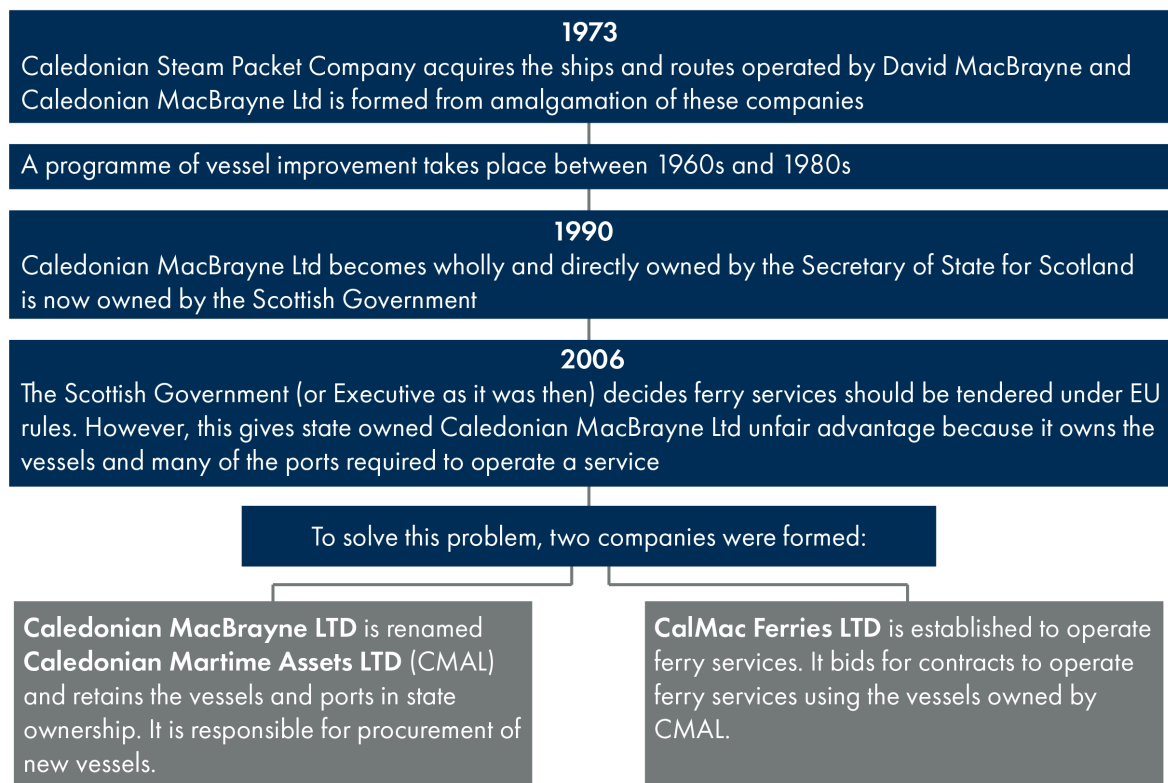 1973
Caledonian Steam Packet Company acquires the ships and routes operated by David MacBrayne and
Caledonian MacBrayne Ltd is formed from amalgamation of these companies
A programme of vessel improvement takes place between 1960s and 1980s
1990
Caledonian MacBrayne Ltd becomes wholly and directly owned by the Secretary of State for Scotland
is now owned by the Scottish Government
2006
The Scottish Government (or Executive as it was then) decides ferry services should be tendered under EU
rules. However, this gives state owned Caledonian MacBrayne Ltd unfair advantage because it owns the
vessels and many of the ports required to operate a service
To solve this problem, two companies were formed:
Caledonian MacBrayne LTD is renamed
Caledonian Martime Assets LTD (CMAL)
and retains the vessels and ports in state
ownership. It is responsible for procurement of
new vessels.
CalMac Ferries LTD is established to operate
ferry services. It bids for contracts to operate
ferry services using the vessels owned by
CMAL.